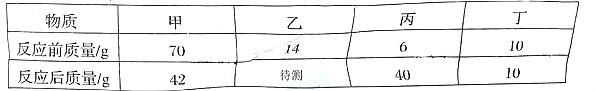 物质 甲 乙 丙 丁
反应前质量/g 70 14 6 10
反应后质量/g 42 待测 40 10